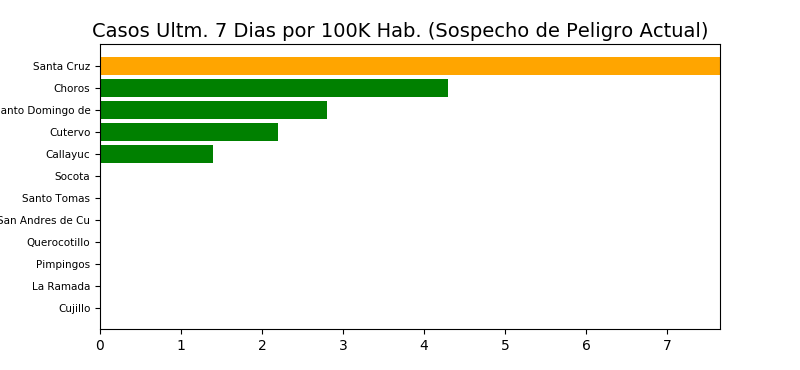 Casos Ultm. 7 Dias por 100K Hab. (Sospecho de Peligro Actual)
Santa Cruz
Choros
anto Domingo de
Cutervo
Callayuc
Socota
Santo Tomas
San Andres de Cu
Querocotillo
Pimpingos
La Ramada
Cujillo
0 1 2 3 4 5 6 7